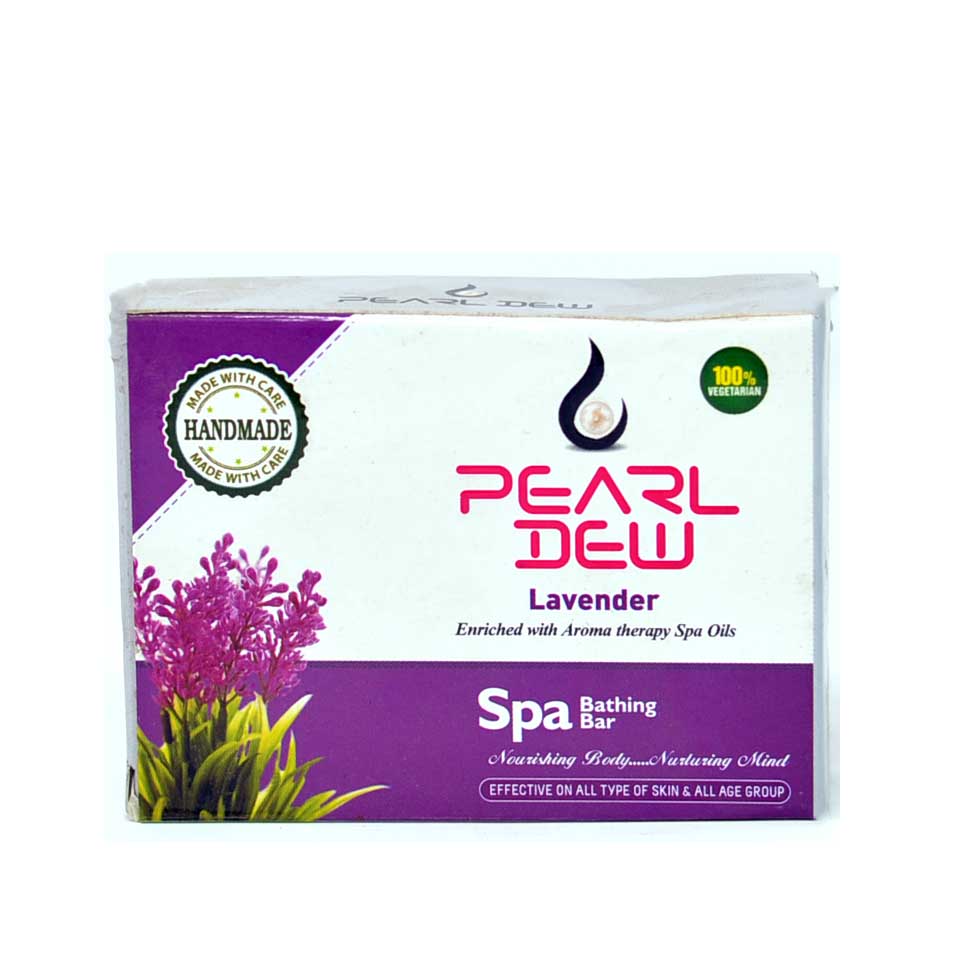 PEARL DEW
MADE WITH CARE
HANDMADE
MADE WITH CARE
100%
VEGETARIAN
PEARL
DEW
Lavender
Enriched with Aroma therapy Spa Oils
Spa Bathing
Bar
Nourishing Body.....Nurturing Mind
EFFECTIVE ON ALL TYPE OF SKIN & ALL AGE GROUP